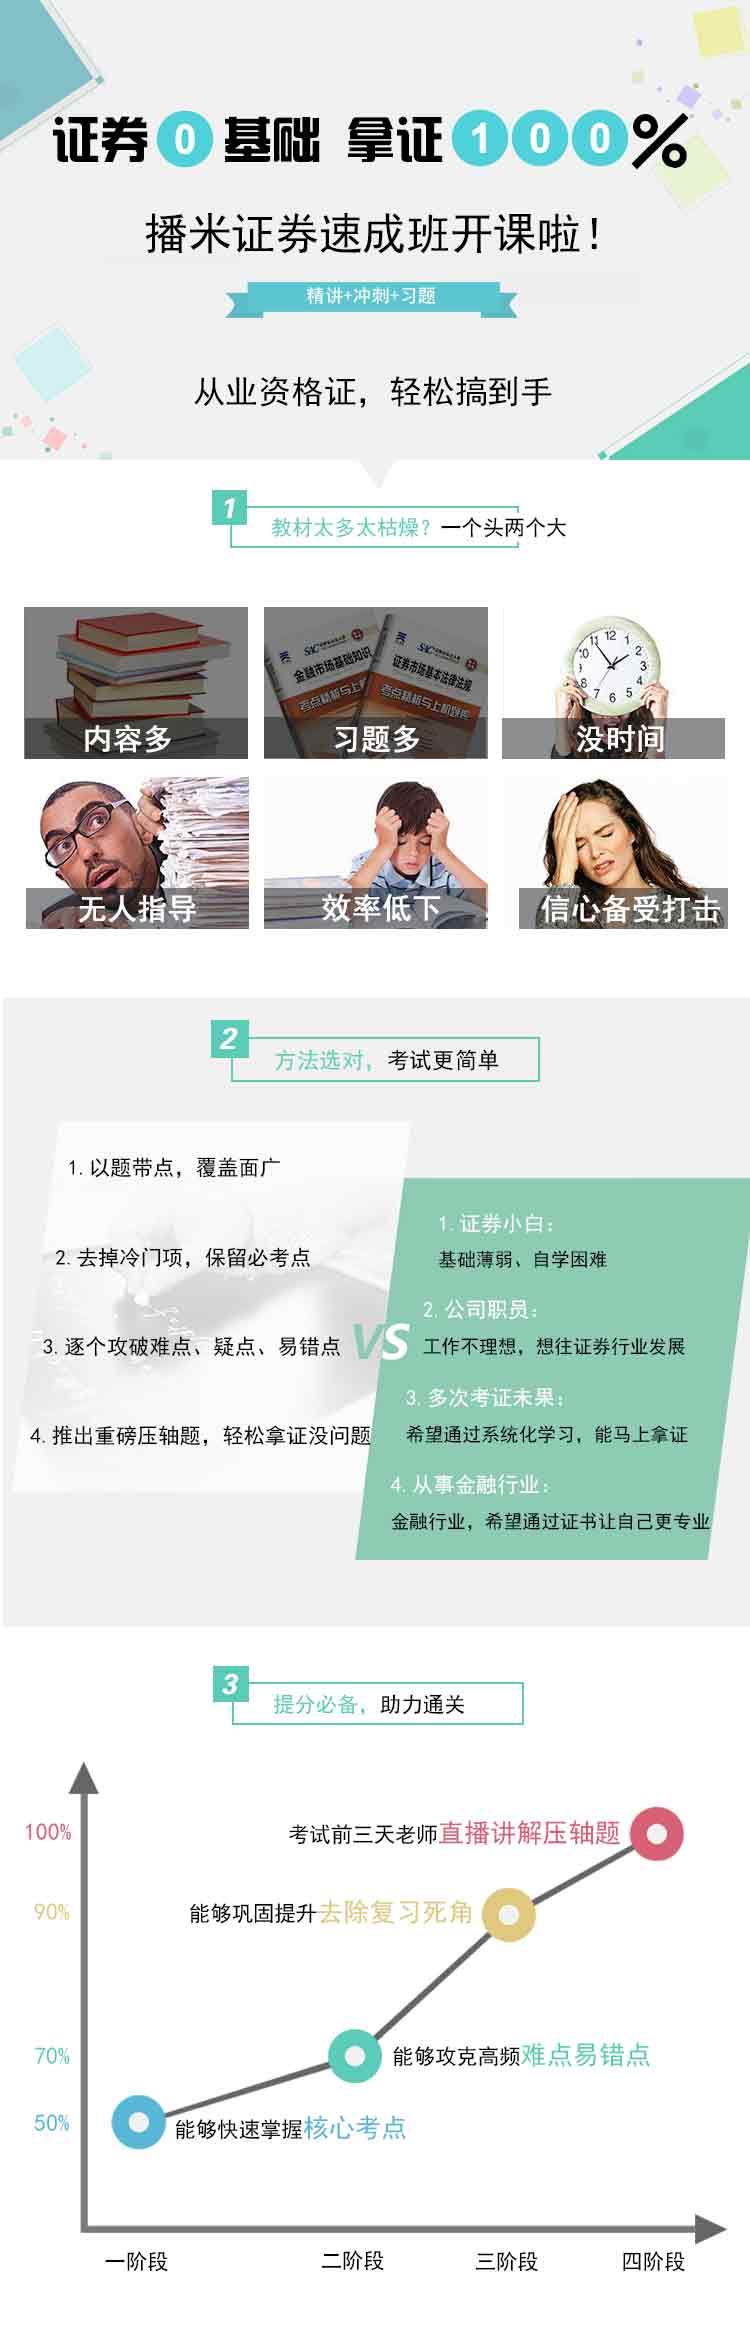 证券0基础 拿证100%
播米证券速成班开课啦！
精讲+冲刺+习题
从业资格证，轻松搞到手
1
教材太多太枯燥？一个头两个大
SAC
金融市场基础知识
考点精析与上机题库
SAC
证券市场基本法律法规
考点精析与上机题库
12
1
2
3
4
5
6
7
8
10
11
内容多
习题多
没时间
无人指导
效率低下
信心备受打击
2
方法选对，考试更简单
1.以题带点，覆盖面广
2.去掉冷门项，保留必考点
3.逐个攻破难点、疑点、易错点
4.推出重磅压轴题，轻松拿证没问题
VS
1.证券小白：
基础薄弱、自学困难
2.公司职员：
工作不理想，想往证券行业发展
3.多次考证未果：
希望通过系统化学习，能马上拿证
4.从事金融行业：
金融行业，希望通过证书让自己更专业
3
提分必备，助力通关
100%
考试前三天老师直播讲解压轴题
90%
能够巩固提升去除复习死角
70%
能够攻克高频难点易错点
50%
能够快速掌握核心考点
一阶段
二阶段
三阶段
四阶段